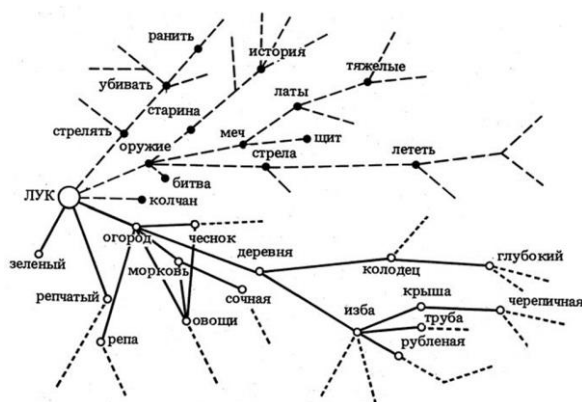 ранить
история
тяжелые
убивать
старина
латы
стрелять
оружие
меч
щит
стрела
лететь
битва
ЛУК
колчан
огород
чеснок
деревня
зеленый
морковь
колодец
глубокий
репчатый
сочная
крыша
черепичная
изба
овощи
труба
репа
рубленая